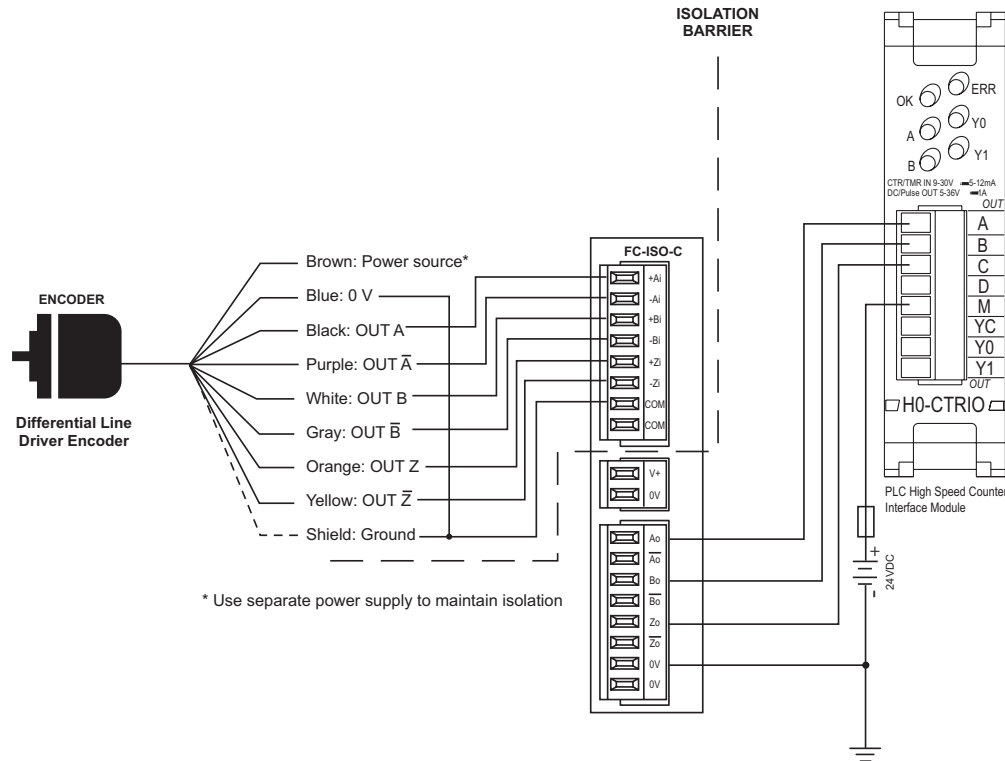 ISOLATION
BARRIER
ENCODER
Differential Line
Driver Encoder
Brown: Power source*
Blue: 0 V
Black: OUT A
Purple: OUT A̅
White: OUT B
Gray: OUT B̅
Orange: OUT Z
Yellow: OUT Z̅
Shield: Ground
* Use separate power supply to maintain isolation
FC-ISO-C
+Ai
-Ai
+Bi
-Bi
+Zi
-Zi
COM
COM
V+
0V
Ao
A̅o̅
Bo
B̅o̅
Zo
Z̅o̅
0V
0V
OK
ERR
A
Y0
B
Y1
CTR/TMR IN 9-30V 5-12mA
DC/Pulse OUT 5-36V 1A
OUT
A
B
C
D
M
YC
Y0
Y1
OUT
H0-CTRIO
PLC High Speed Counter
Interface Module
+
24VDC
-